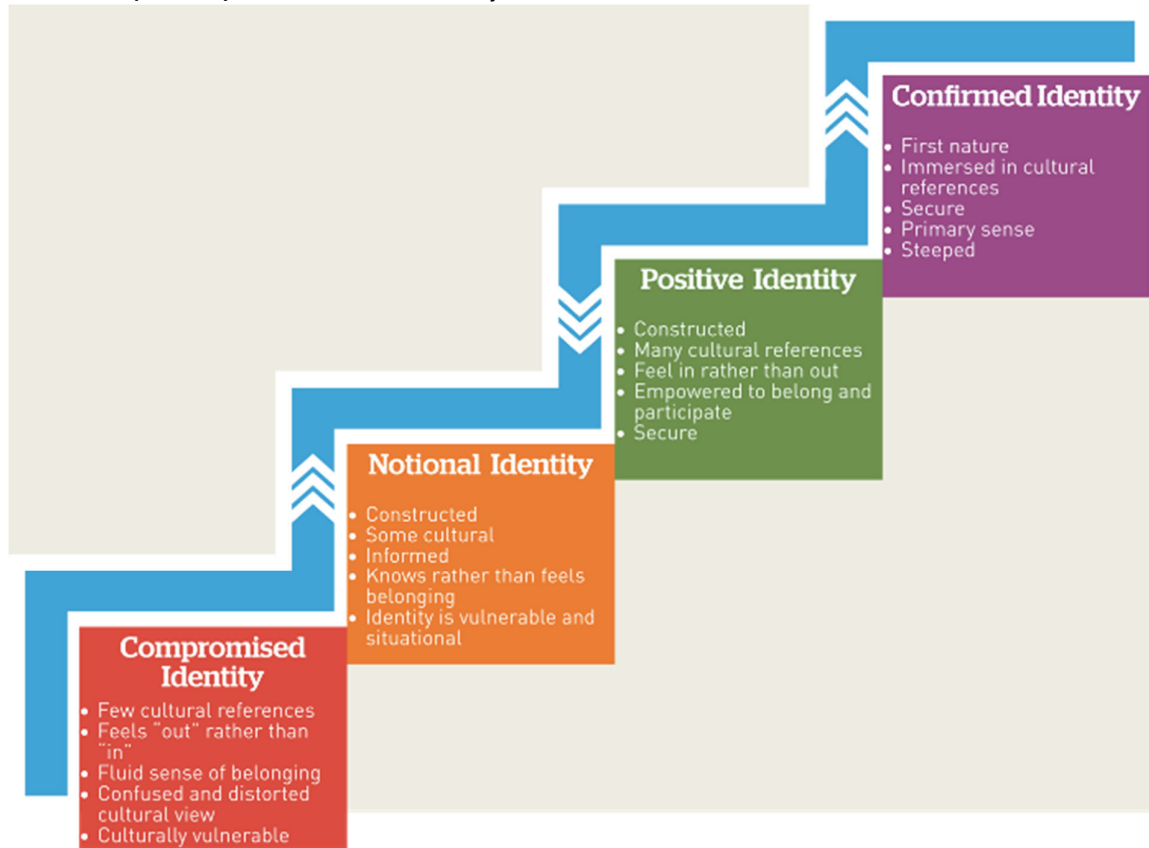 Confirmed Identity
• First nature
• Immersed in cultural
references
• Secure
• Primary sense
• Steeped
Positive Identity
• Constructed
• Many cultural references
• Feel in rather than out
• Empowered to belong and
participate
• Secure
Notional Identity
• Constructed
• Some cultural
• Informed
• Knows rather than feels
belonging
• Identity is vulnerable and
situational
Compromised
Identity
• Few cultural references
• Feels "out" rather than
"in"
• Fluid sense of belonging
• Confused and distorted
cultural view
• Culturally vulnerable